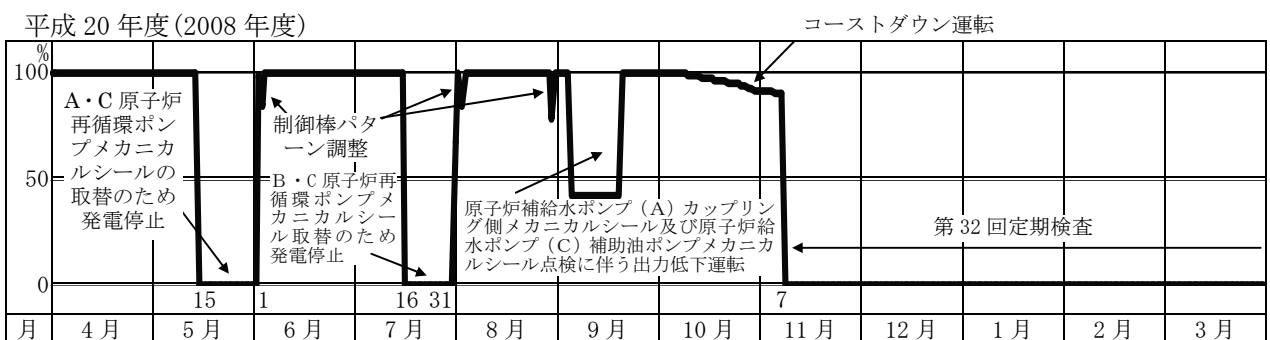 平成 20 年度(2008 年度)
コーストダウン運転
%
100
A・C 原子炉
再循環ポン
プメカニカ
ルシールの
取替のため
発電停止
制御棒パタ
ーン調整
50
B・C 原子炉再
循環ポンプメ
カニカルシー
ル取替のため
発電停止
原子炉補給水ポンプ（A）カップリン
グ側メカニカルシール及び原子炉給
水ポンプ（C）補助油ポンプメカニカ
ルシール点検に伴う出力低下運転
第 32 回定期検査
0
15 1 16 31 7
月 4 月 5 月 6 月 7 月 8 月 9 月 10 月 11 月 12 月 1 月 2 月 3 月